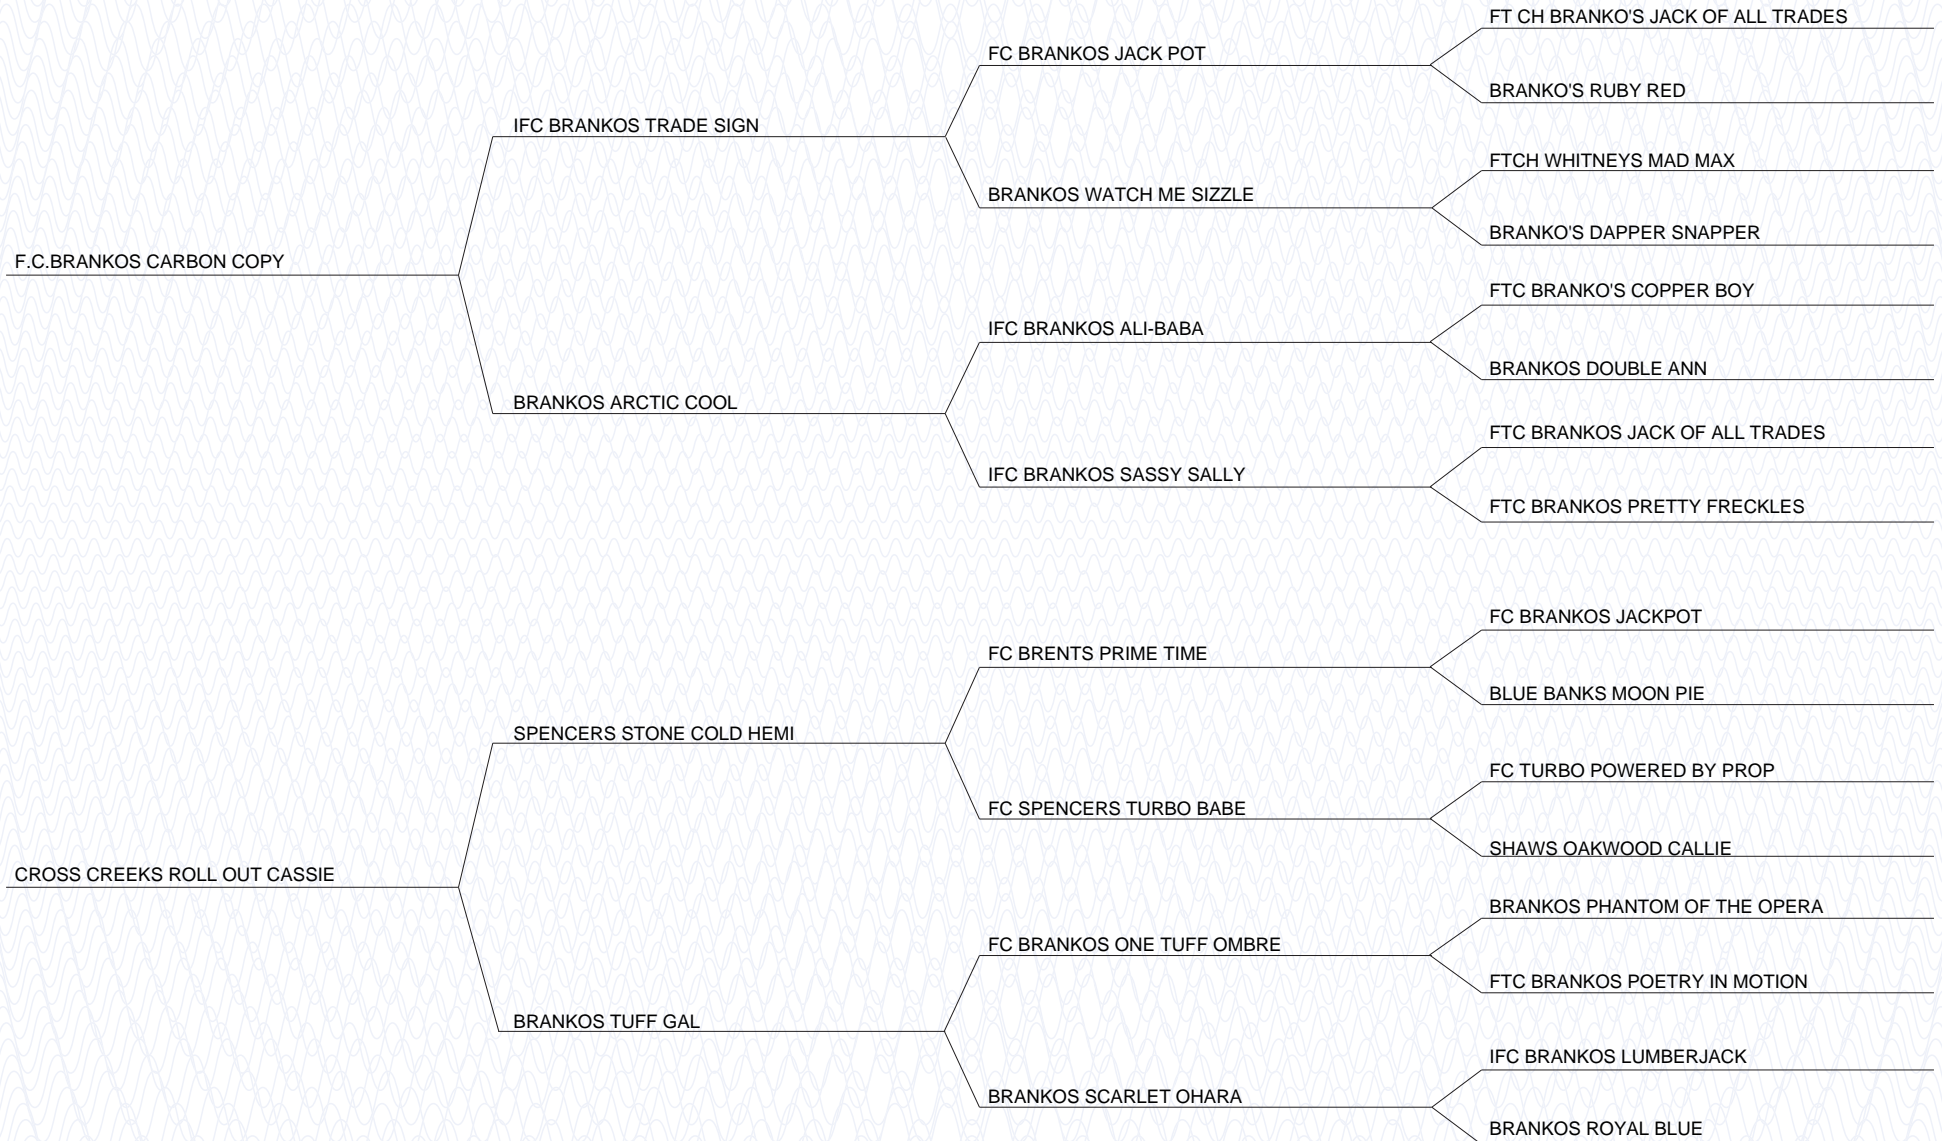 FT CH BRANKO'S JACK OF ALL TRADES
FC BRANKOS JACK POT
BRANKO'S RUBY RED
IFC BRANKOS TRADE SIGN
FTCH WHITNEYS MAD MAX
BRANKOS WATCH ME SIZZLE
BRANKO'S DAPPER SNAPPER
F.C.BRANKOS CARBON COPY
FTC BRANKO'S COPPER BOY
IFC BRANKOS ALI-BABA
BRANKOS DOUBLE ANN
BRANKOS ARCTIC COOL
FTC BRANKOS JACK OF ALL TRADES
IFC BRANKOS SASSY SALLY
FTC BRANKOS PRETTY FRECKLES
FC BRANKOS JACKPOT
FC BRENTS PRIME TIME
BLUE BANKS MOON PIE
SPENCERS STONE COLD HEMI
FC TURBO POWERED BY PROP
FC SPENCERS TURBO BABE
SHAWS OAKWOOD CALLIE
CROSS CREEKS ROLL OUT CASSIE
BRANKOS PHANTOM OF THE OPERA
FC BRANKOS ONE TUFF OMBRE
FTC BRANKOS POETRY IN MOTION
BRANKOS TUFF GAL
IFC BRANKOS LUMBERJACK
BRANKOS SCARLET OHARA
BRANKOS ROYAL BLUE